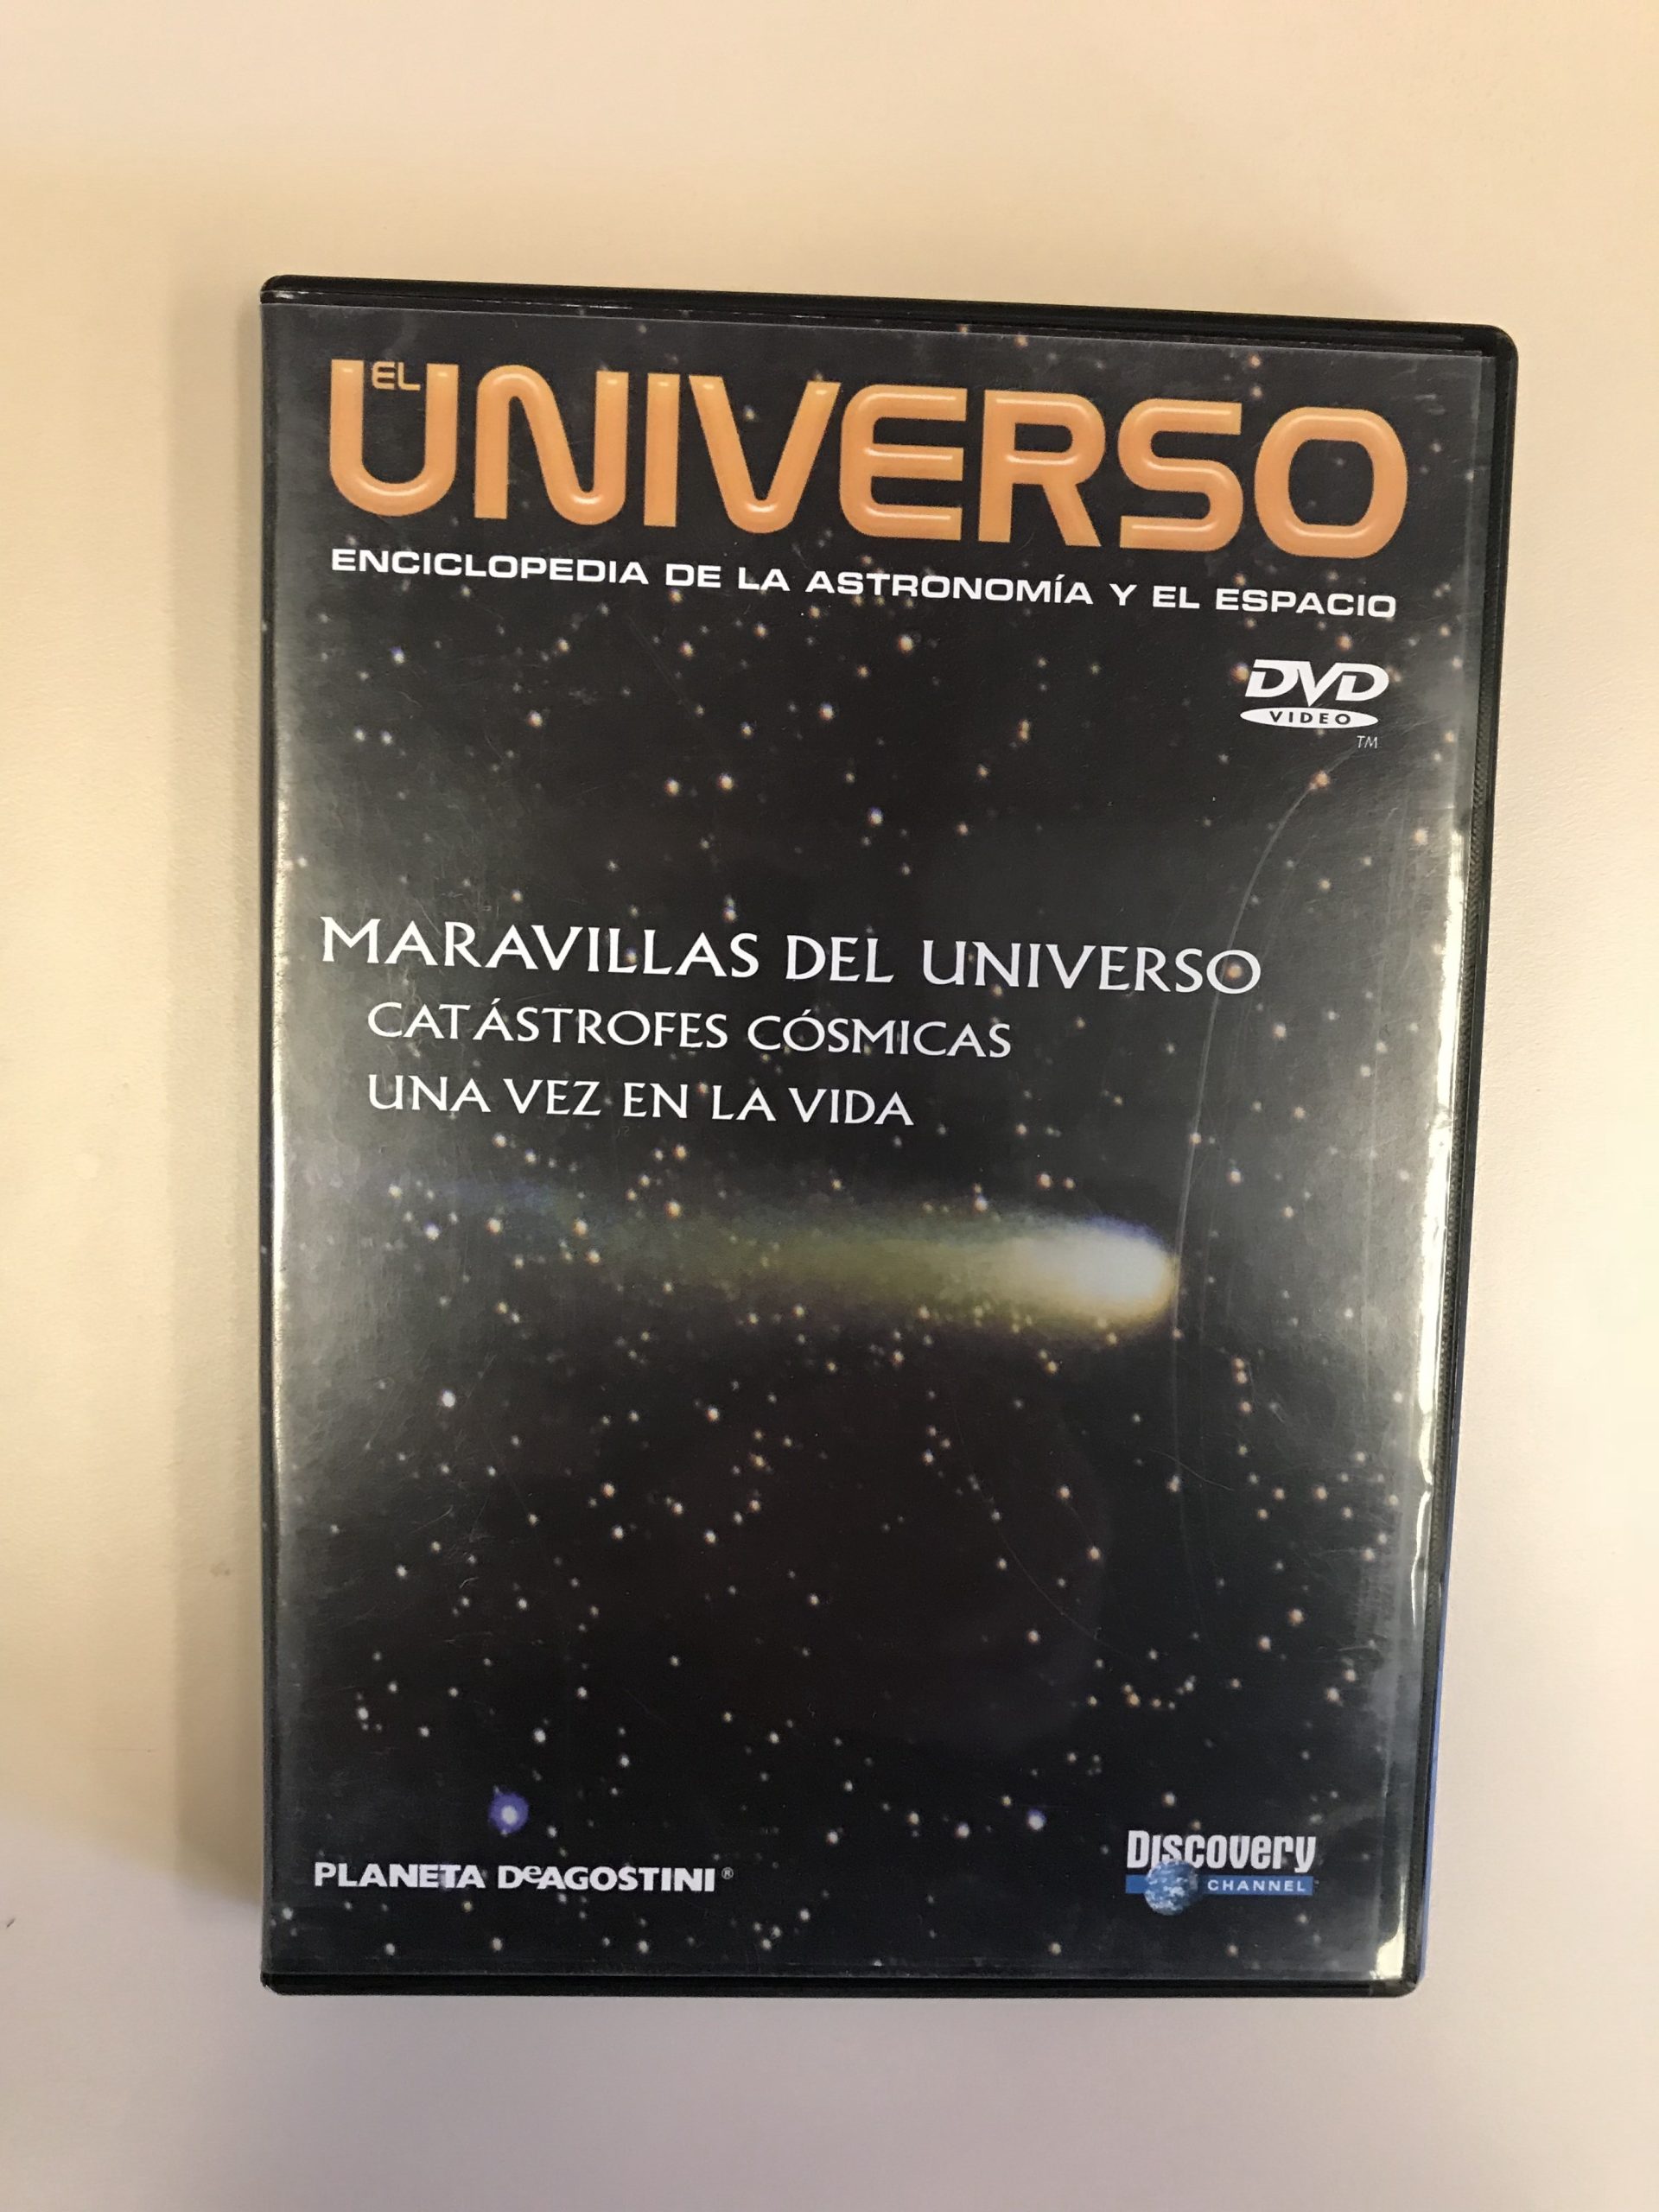 EL
UNIVERSO
ENCICLOPEDIA DE LA ASTRONOMÍA Y EL ESPACIO
DVD
VIDEO
TM
MARAVILLAS DEL UNIVERSO
CATÁSTROFES CÓSMICAS
UNA VEZ EN LA VIDA
PLANETA DeAGOSTINI®
Discovery
CHANNEL